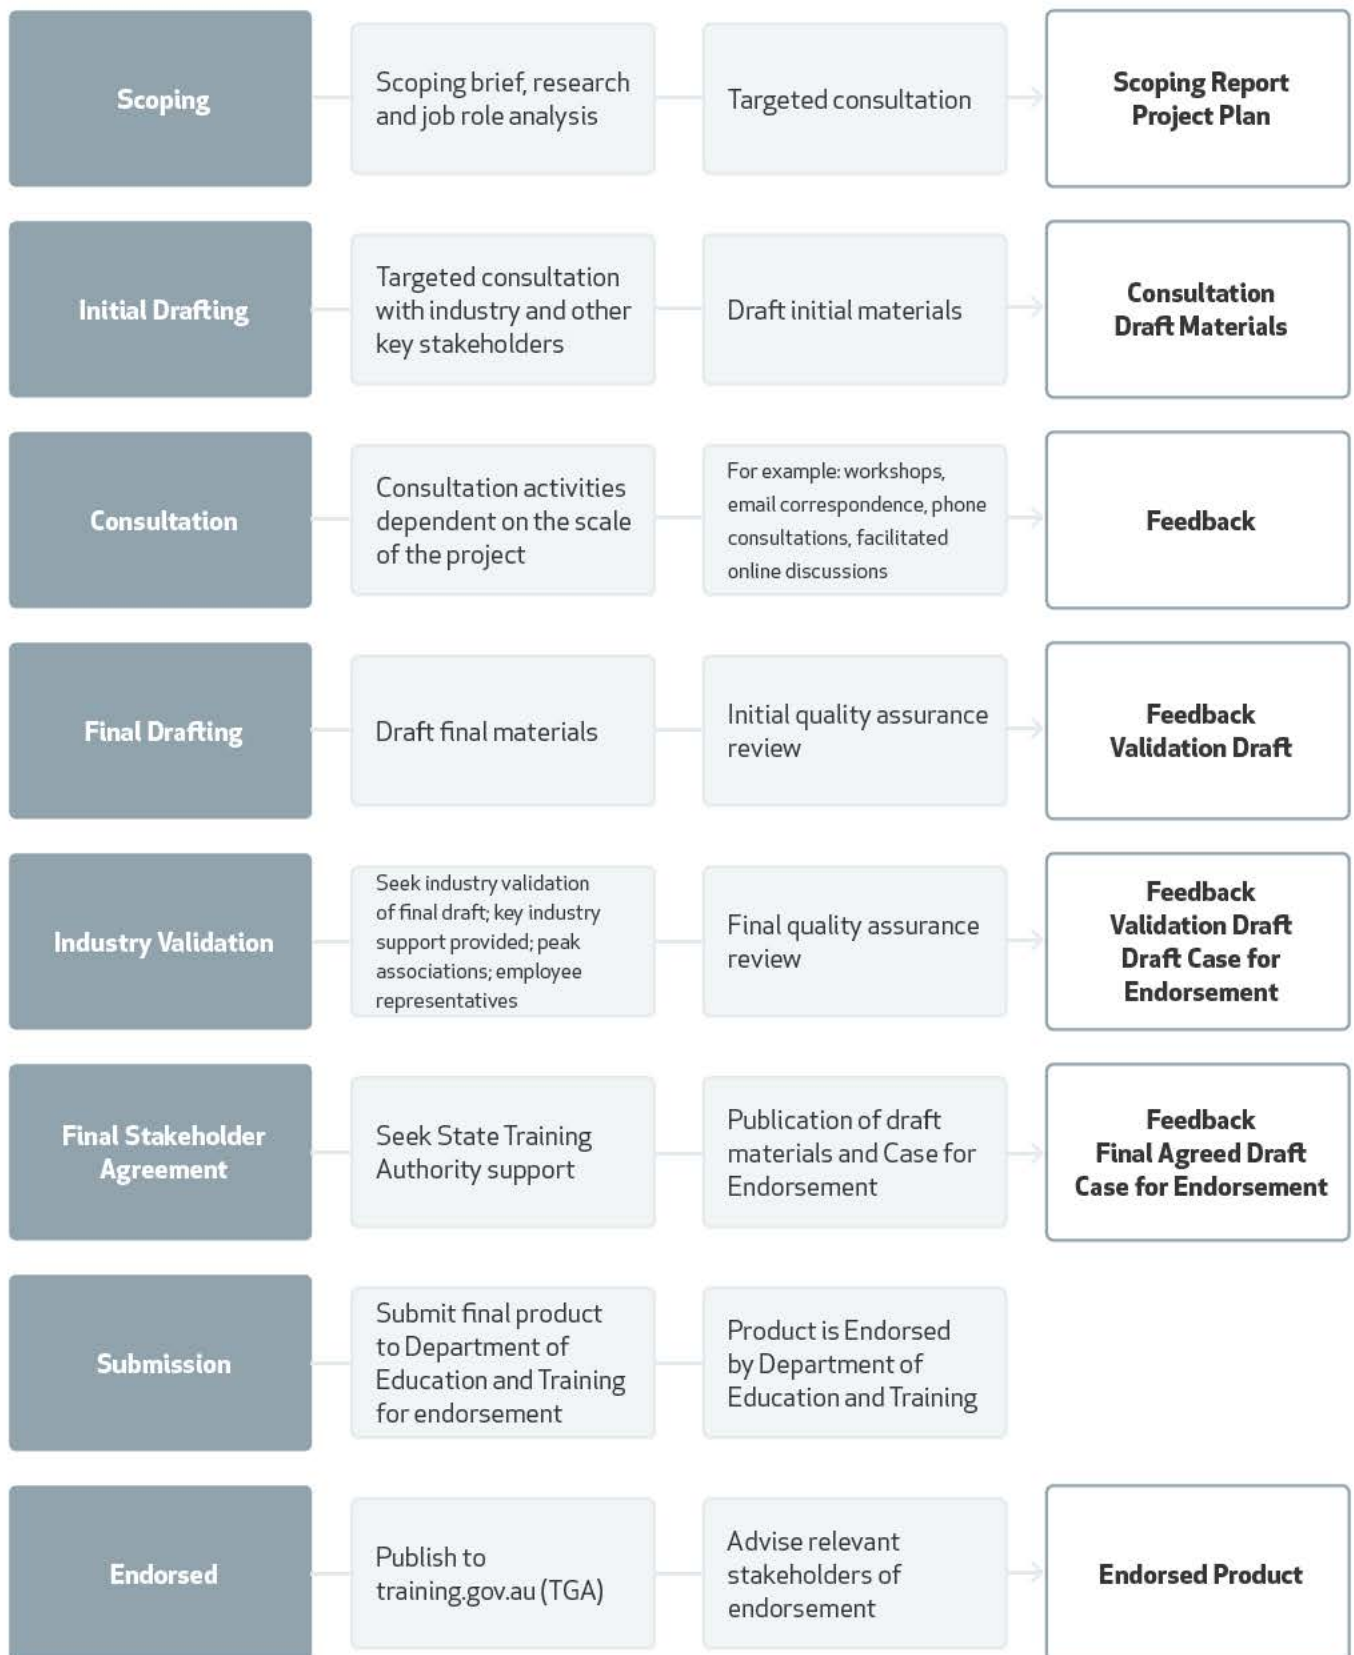 Scoping
Scoping brief, research
and job role analysis
Targeted consultation
Scoping Report
Project Plan
Initial Drafting
Targeted consultation
with industry and other
key stakeholders
Draft initial materials
Consultation
Draft Materials
Consultation
Consultation activities
dependent on the scale
of the project
For example: workshops,
email correspondence, phone
consultations, facilitated
online discussions
Feedback
Final Drafting
Draft final materials
Initial quality assurance
review
Feedback
Validation Draft
Industry Validation
Seek industry validation
of final draft; key industry
support provided; peak
associations; employee
representatives
Final quality assurance
review
Feedback
Validation Draft
Draft Case for
Endorsement
Final Stakeholder
Agreement
Seek State Training
Authority support
Publication of draft
materials and Case for
Endorsement
Feedback
Final Agreed Draft
Case for Endorsement
Submission
Submit final product
to Department of
Education and Training
for endorsement
Product is Endorsed
by Department of
Education and Training
Endorsed
Publish to
training.gov.au (TGA)
Advise relevant
stakeholders of
endorsement
Endorsed Product